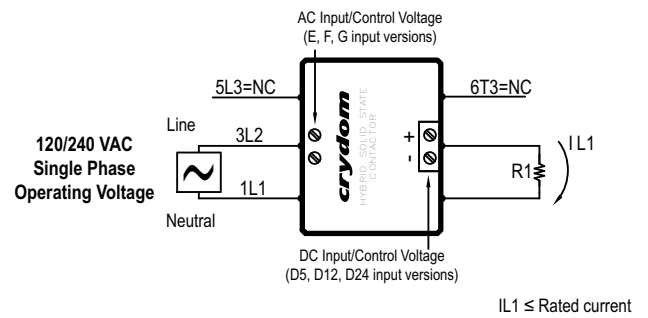 AC Input/Control Voltage
(E, F, G input versions)
5L3=NC
6T3=NC
120/240 VAC
Single Phase
Operating Voltage
Line
3L2
1L1
Neutral
crydom
HYBRID SOLID STATE
CONTACTOR
+
-
R1
IL1
DC Input/Control Voltage
(D5, D12, D24 input versions)
IL1 ≤ Rated current